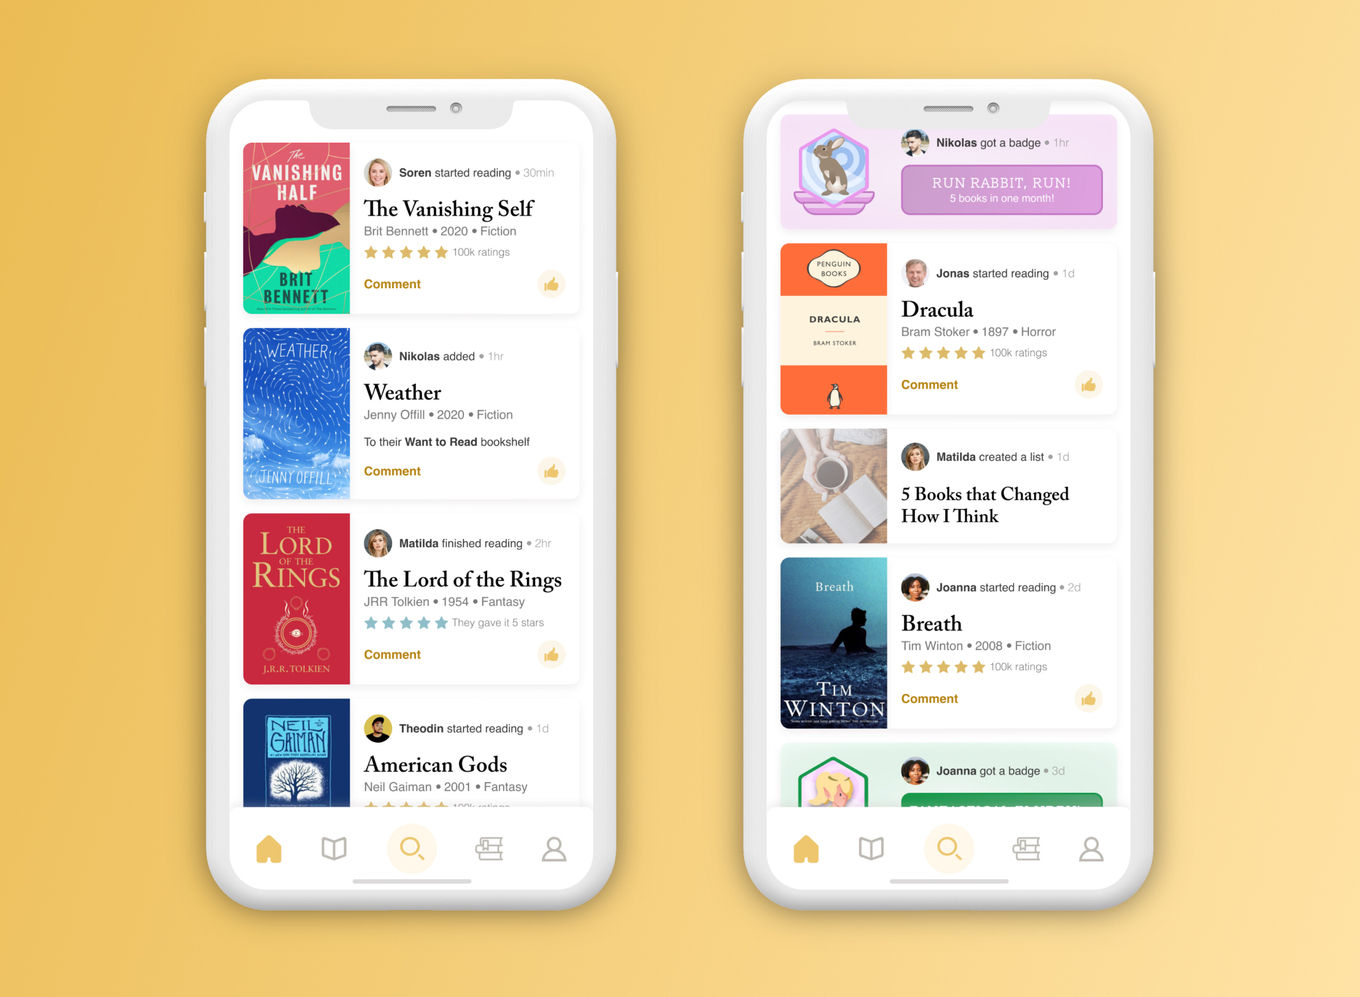 The
VANISHING
HALF
BRIT
BENNETT
Soren started reading • 30min
The Vanishing Self
Brit Bennett • 2020 • Fiction
100k ratings
Comment
WEATHER
JENNY OFFILL
Nikolas added • 1hr
Weather
Jenny Offill • 2020 • Fiction
To their Want to Read bookshelf
Comment
THE
LORD
OF THE
RINGS
J.R.R. TOLKIEN
Matilda finished reading • 2hr
The Lord of the Rings
JRR Tolkien • 1954 • Fantasy
They gave it 5 stars
Comment
NEIL
GAIMAN
Theodin started reading • 1d
American Gods
Neil Gaiman • 2001 • Fantasy
100k ratings
Nikolas got a badge • 1hr
RUN RABBIT, RUN!
5 books in one month!
PENGUIN
BOOKS
DRACULA
BRAM STOKER
Jonas started reading • 1d
Dracula
Bram Stoker • 1897 • Horror
100k ratings
Comment
Matilda created a list • 1d
5 Books that Changed
How I Think
Breath
TIM
WINTON
Joanna started reading • 2d
Breath
Tim Winton • 2008 • Fiction
100k ratings
Comment
Joanna got a badge • 3d